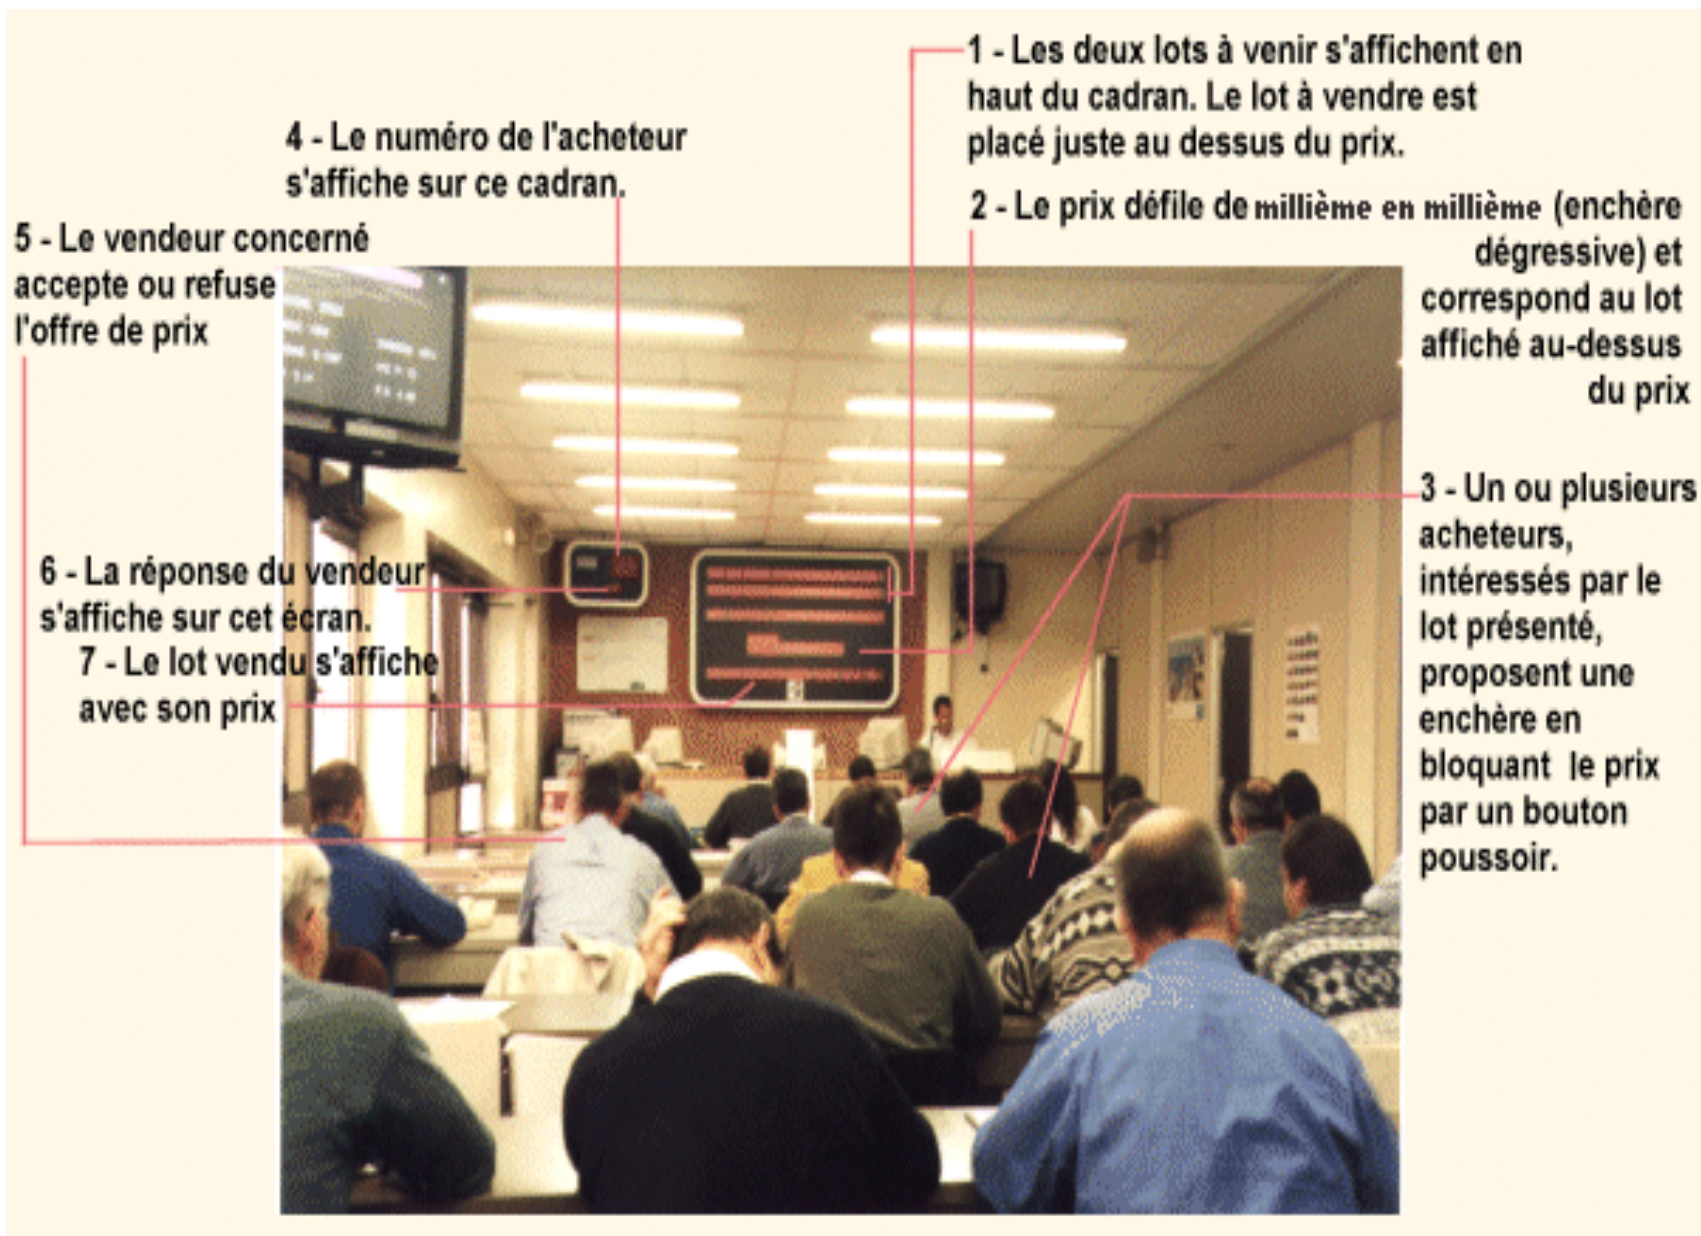 1 - Les deux lots à venir s'affichent en
haut du cadran. Le lot à vendre est
placé juste au dessus du prix.
2 - Le prix défile de millième en millième (enchère
dégressive) et
correspond au lot
affiché au-dessus
du prix
3 - Un ou plusieurs
acheteurs,
intéressés par le
lot présenté,
proposent une
enchère en
bloquant le prix
par un bouton
poussoir.
4 - Le numéro de l'acheteur
s'affiche sur ce cadran.
5 - Le vendeur concerné
accepte ou refuse
l'offre de prix
6 - La réponse du vendeur
s'affiche sur cet écran.
7 - Le lot vendu s'affiche
avec son prix